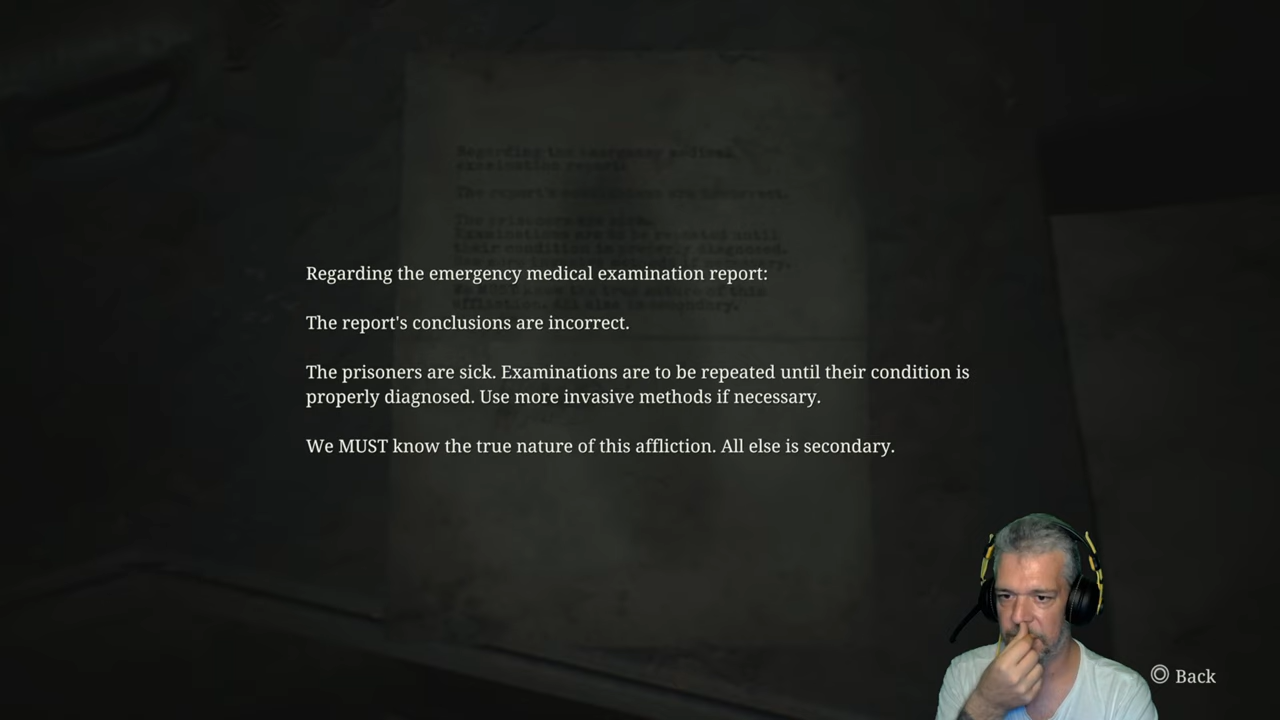 Regarding the emergency medical examination report:
The report's conclusions are incorrect.
The prisoners are sick. Examinations are to be repeated until their condition is
properly diagnosed. Use more invasive methods if necessary.
We MUST know the true nature of this affliction. All else is secondary.
Back